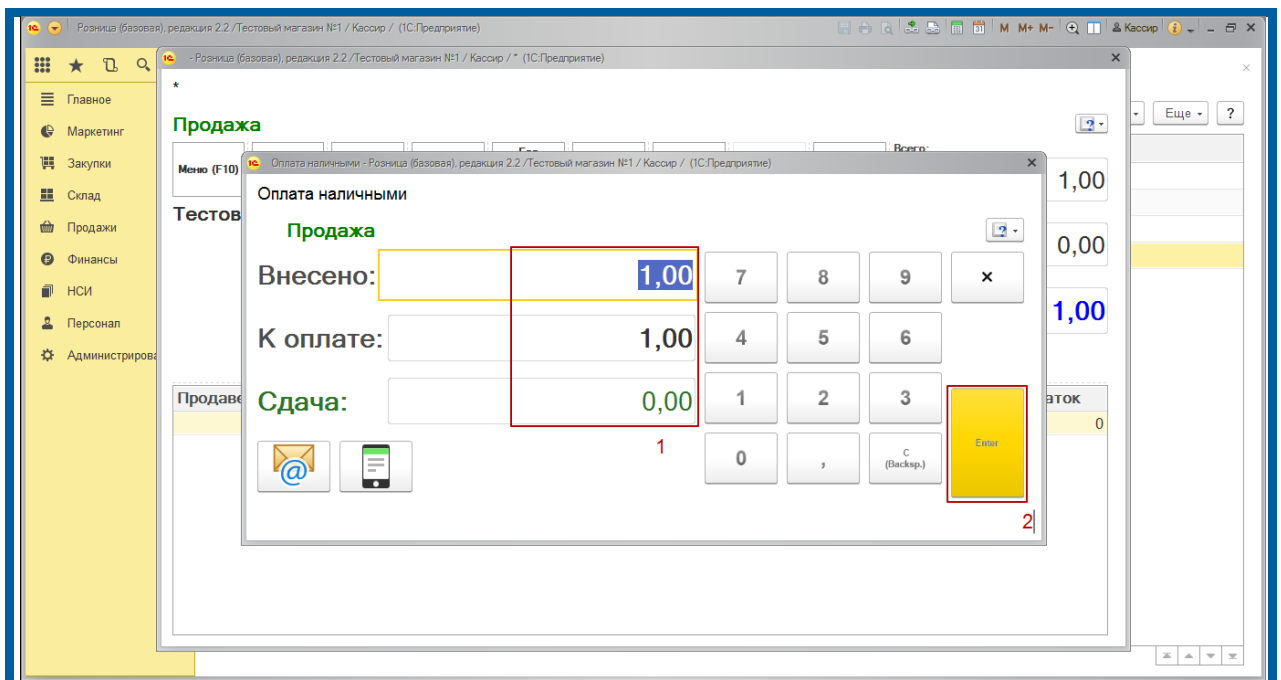 Розница (базовая), редакция 2.2 /Тестовый магазин №1 / Кассир / (1С:Предприятие)
M M+ M- Кассир
- Розница (базовая), редакция 2.2 /Тестовый магазин №1 / Кассир / * (1С:Предприятие)
*
Главное
Маркетинг
Закупки
Склад
Продажи
Финансы
НСИ
Персонал
Администрирова
Еще
?
Продажа
Меню (F10)
Всего:
1,00
0,00
1,00
Тестов
Продаве
аток
0
Оплата наличными - Розница (базовая), редакция 2.2 /Тестовый магазин №1 / Кассир / (1С:Предприятие)
Оплата наличными
Продажа
Внесено: 1,00
К оплате: 1,00
Сдача: 0,00
1
7 8 9 ×
4 5 6
1 2 3
0 , C
(Backsp.)
Enter
2